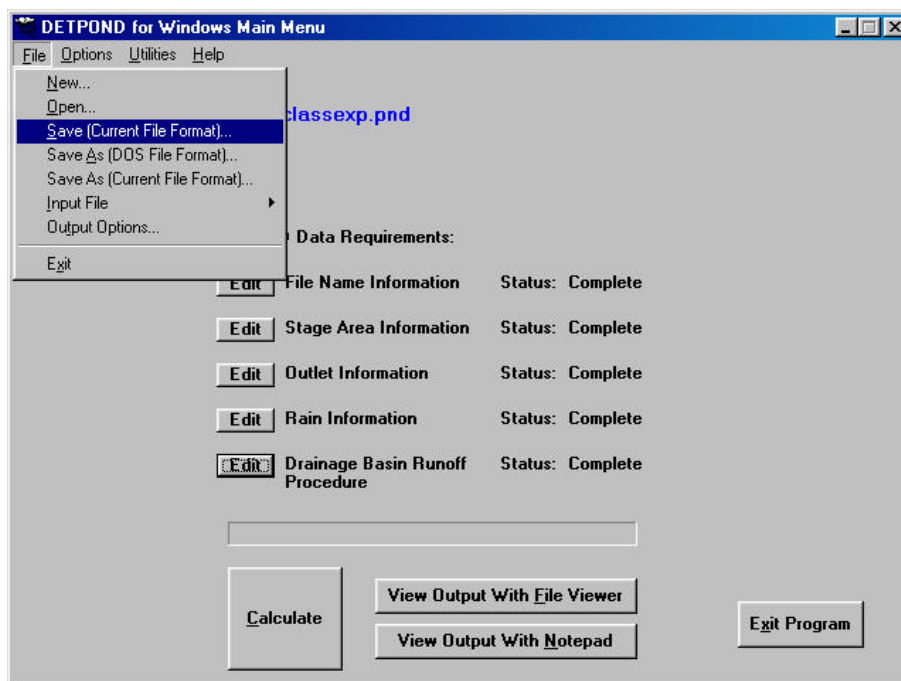 DETPOND for Windows Main Menu
File Options Utilities Help
New...
Open...
Save (Current File Format)...
Save As (DOS File Format)...
Save As (Current File Format)...
Input File
Output Options...
Exit
classexp.pnd
Data Requirements:
Edit File Name Information Status: Complete
Edit Stage Area Information Status: Complete
Edit Outlet Information Status: Complete
Edit Rain Information Status: Complete
Edit Drainage Basin Runoff Status: Complete
Procedure
Calculate
View Output With File Viewer
View Output With Notepad
Exit Program